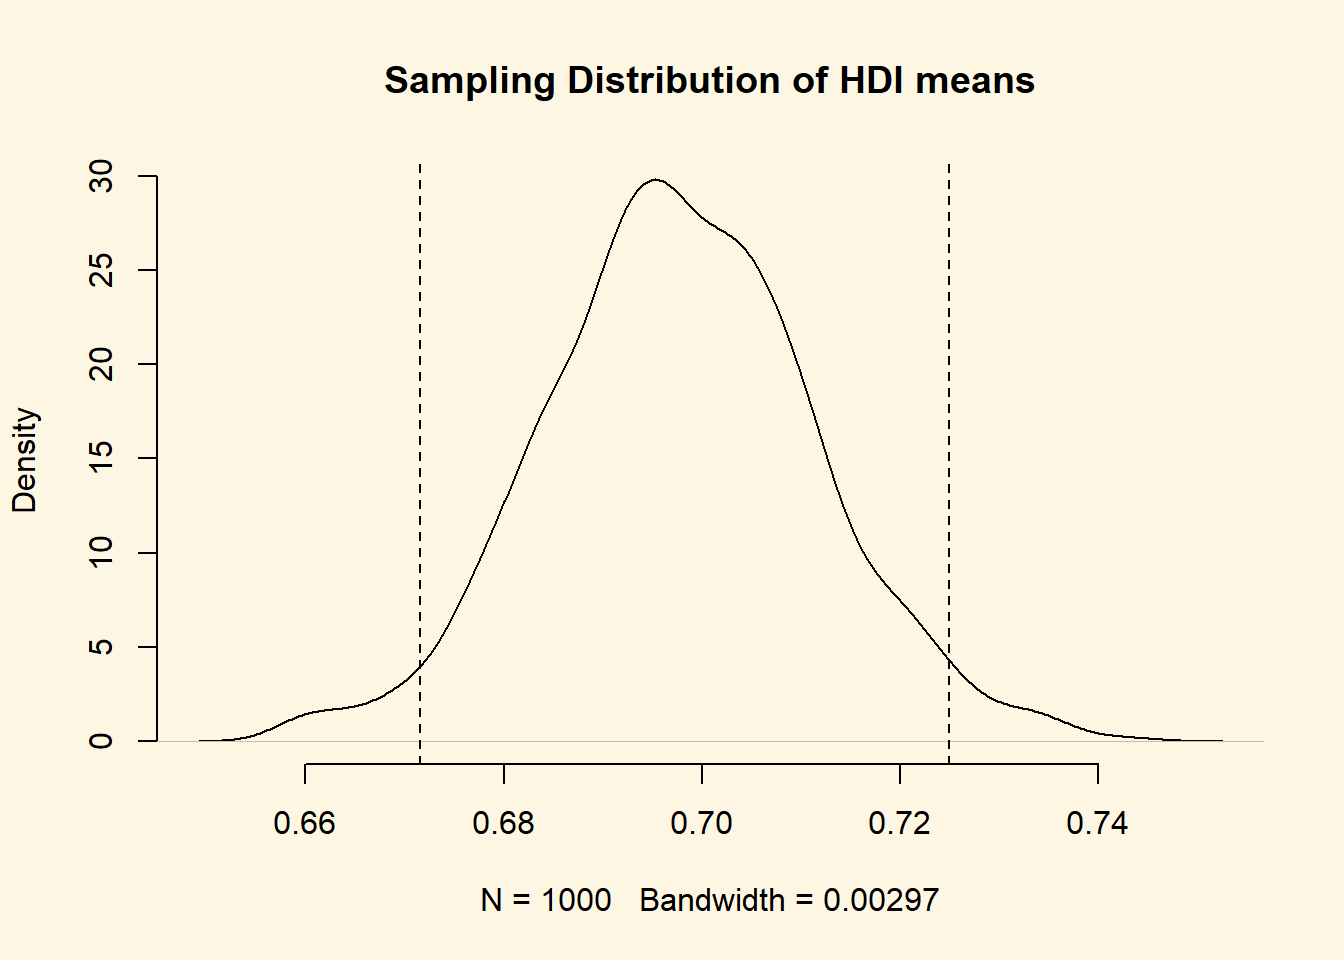 Sampling Distribution of HDI means
Density
30
25
20
15
10
5
0
0.66 0.68 0.70 0.72 0.74
N = 1000 Bandwidth = 0.00297